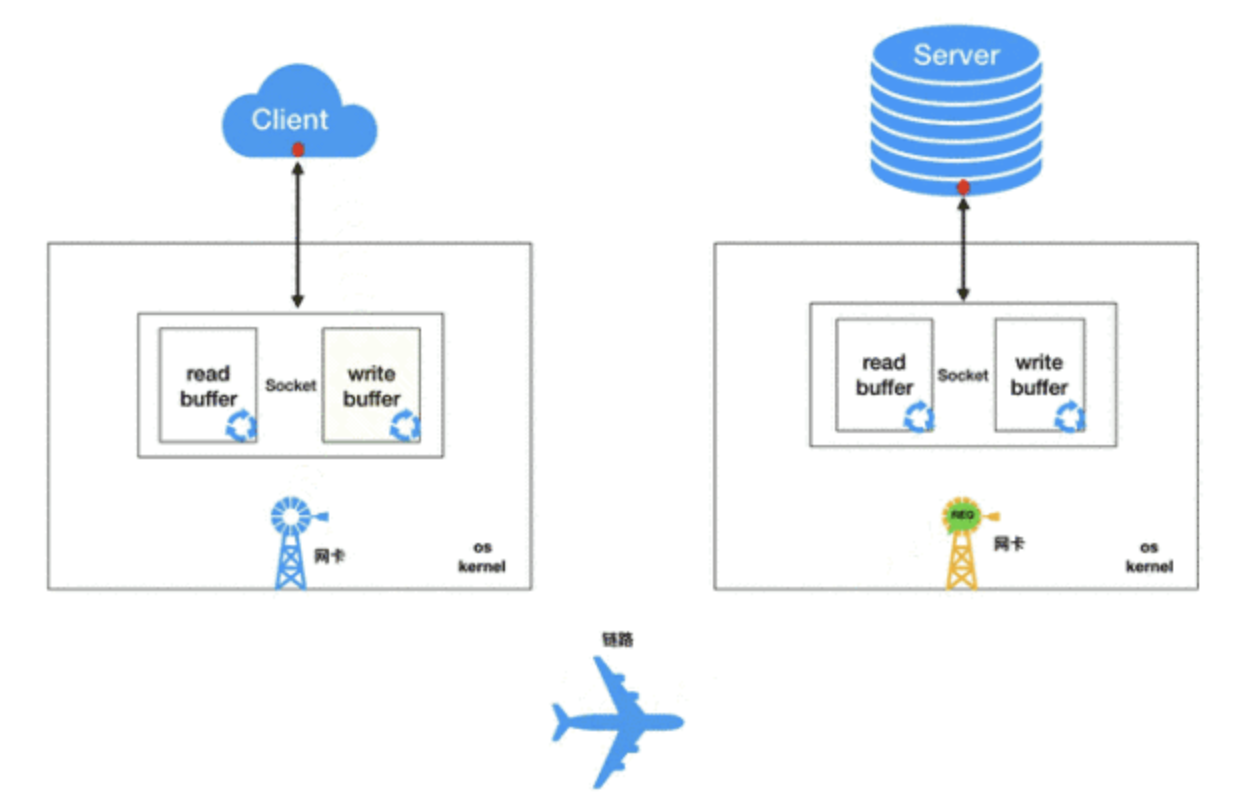 Client
Server
read
buffer
Socket
write
buffer
网卡
os
kernel
read
buffer
Socket
write
buffer
REQ
网卡
os
kernel
链路